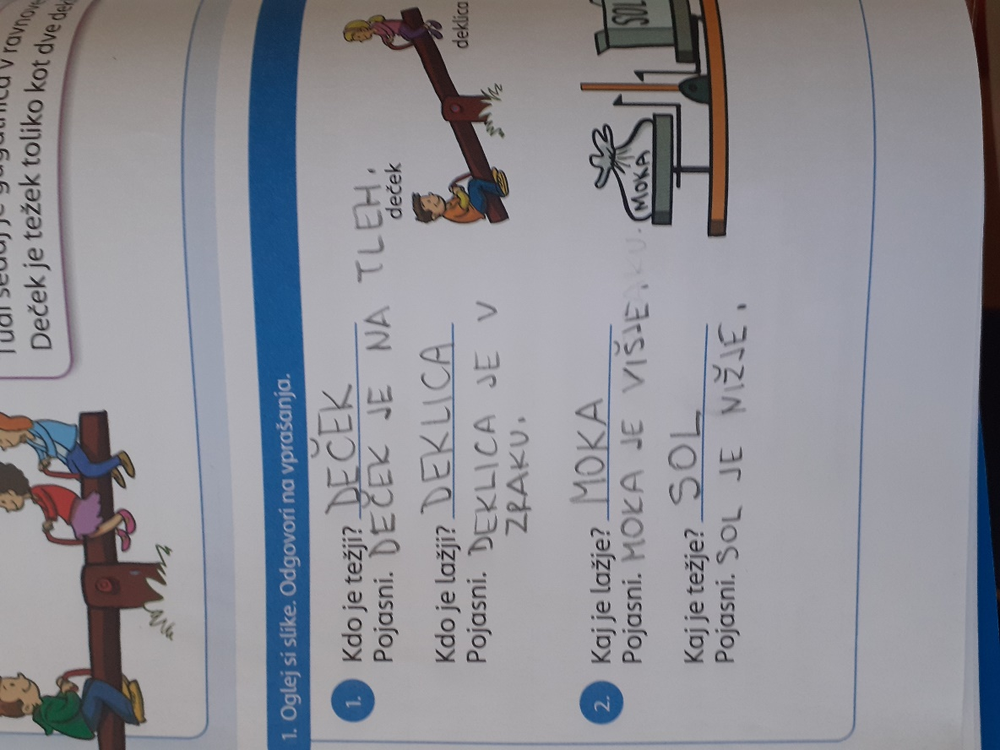 Deček je težek toliko kot dve
1. Oglej si slike. Odgovori na vprašanja.
1. Kdo je težji? DEČEK
Pojasni. DEČEK JE NA TLEH.
deček
deklica
Kdo je lažji? DEKLICA
Pojasni. DEKLICA JE V
ZRAKU.
2. Kaj je lažje? MOKA
Pojasni. MOKA JE VIŠJE
MOKA
SOL
Kaj je težje? SOL
Pojasni. SOL JE NIŽJE.